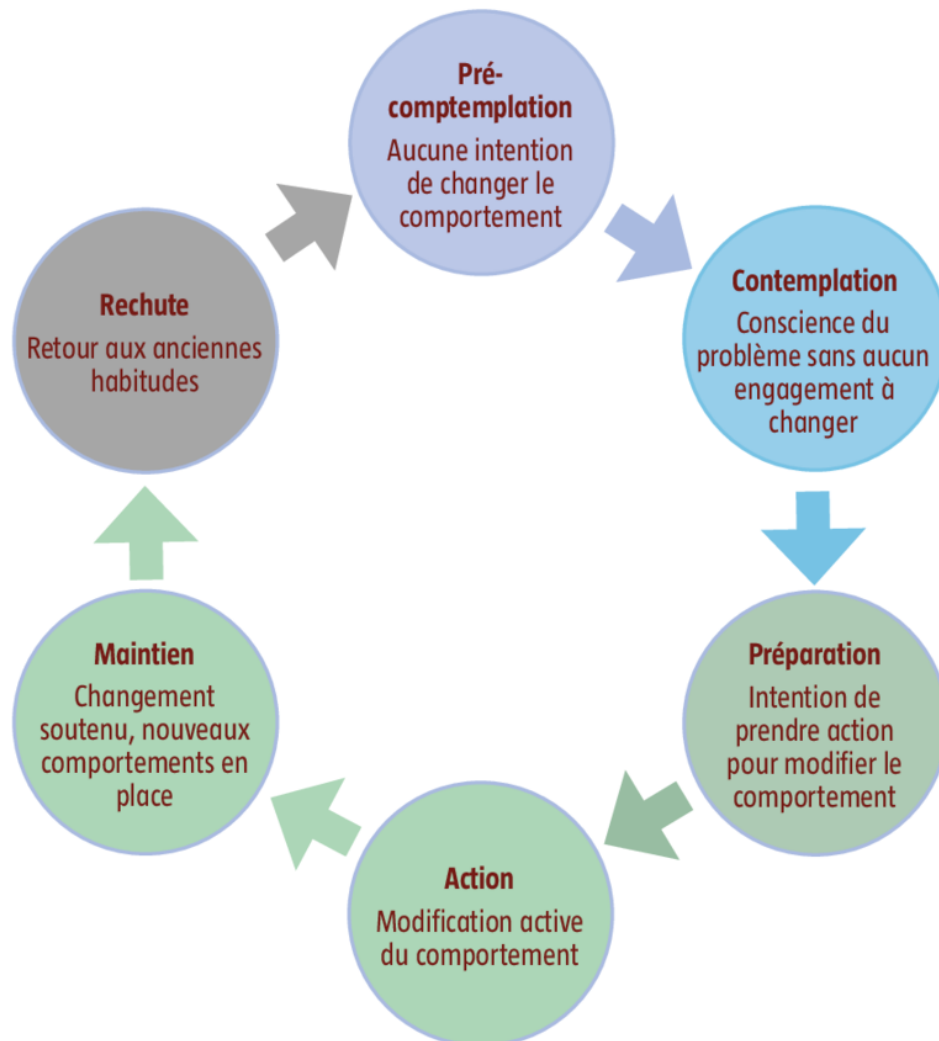 Pré-
comptemplation
Aucune intention
de changer le
comportement
Contemplation
Conscience du
problème sans aucun
engagement à
changer
Préparation
Intention de
prendre action
pour modifier le
comportement
Action
Modification active
du comportement
Maintien
Changement
soutenu, nouveaux
comportements en
place
Rechute
Retour aux anciennes
habitudes